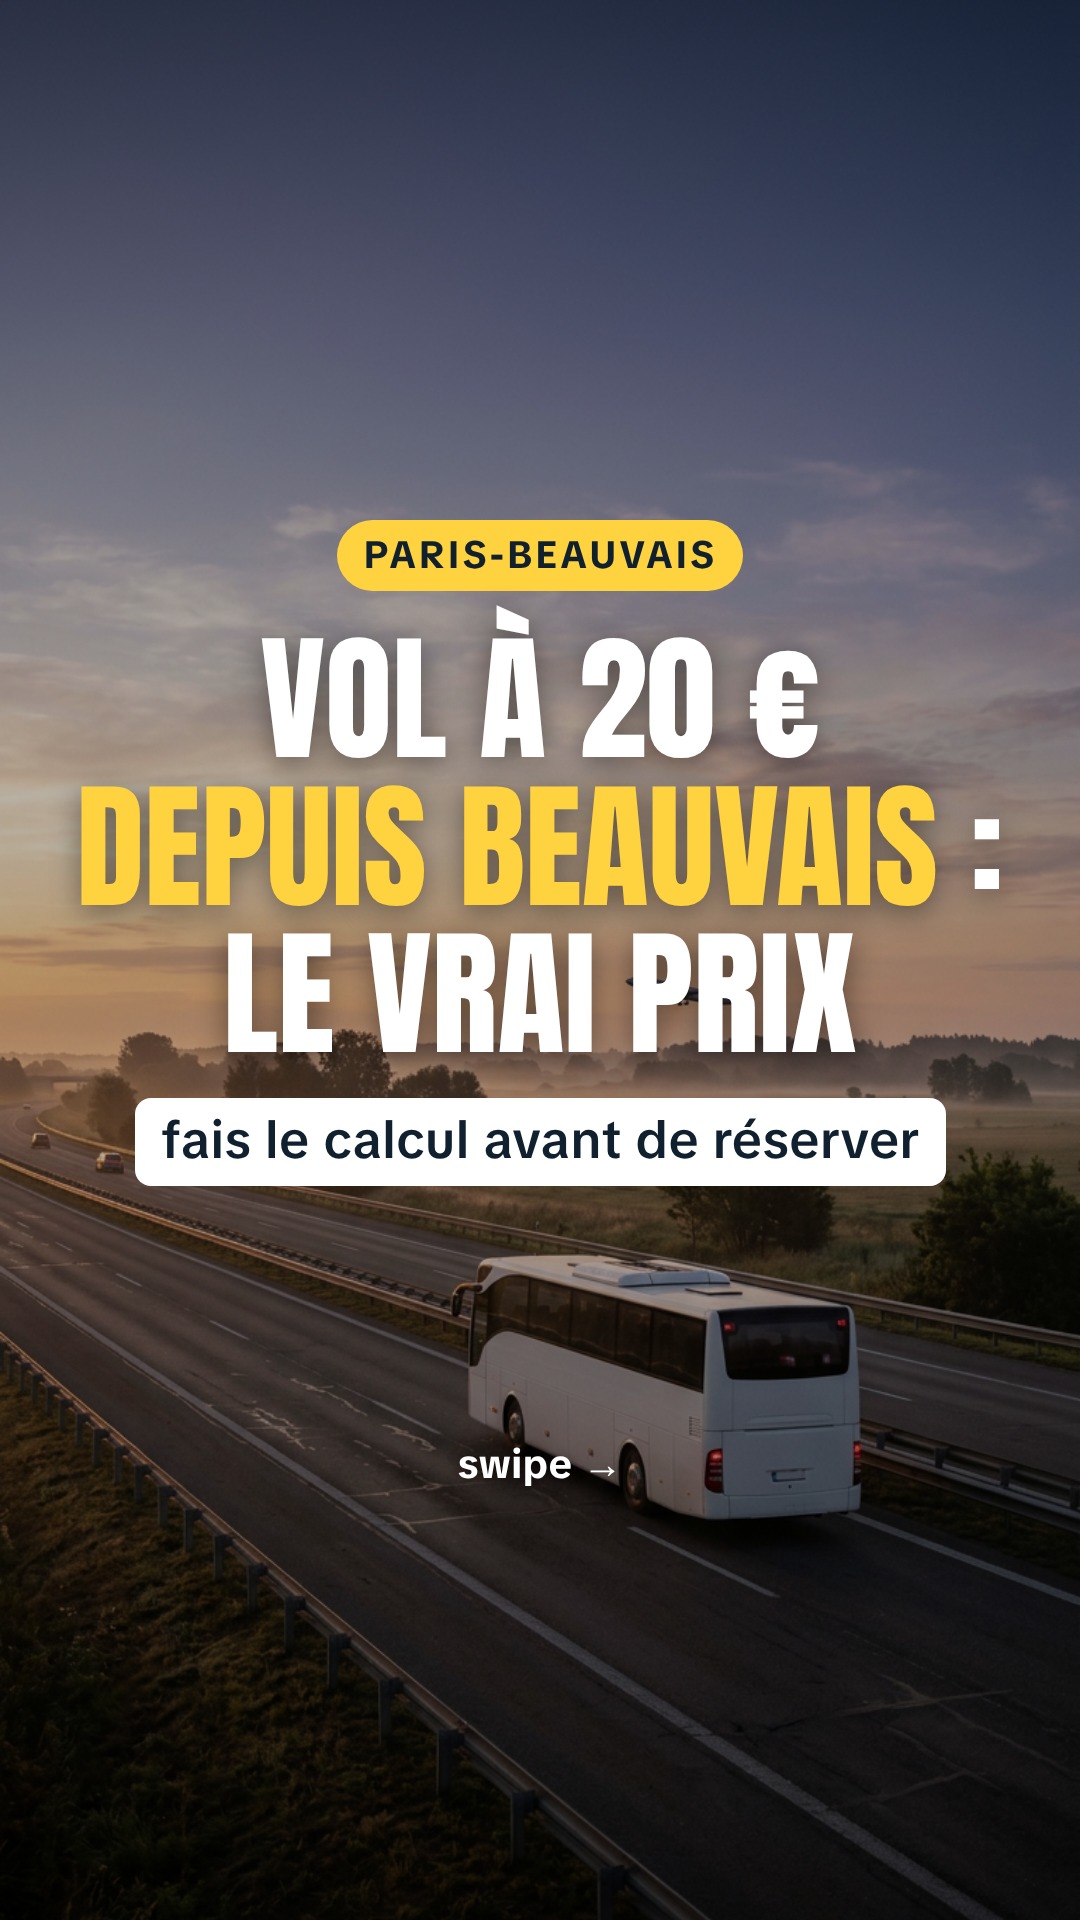 PARIS-BEAUVAIS
VOL À 20 €
DEPUIS BEAUVAIS :
LE VRAI PRIX
fais le calcul avant de réserver
swipe →